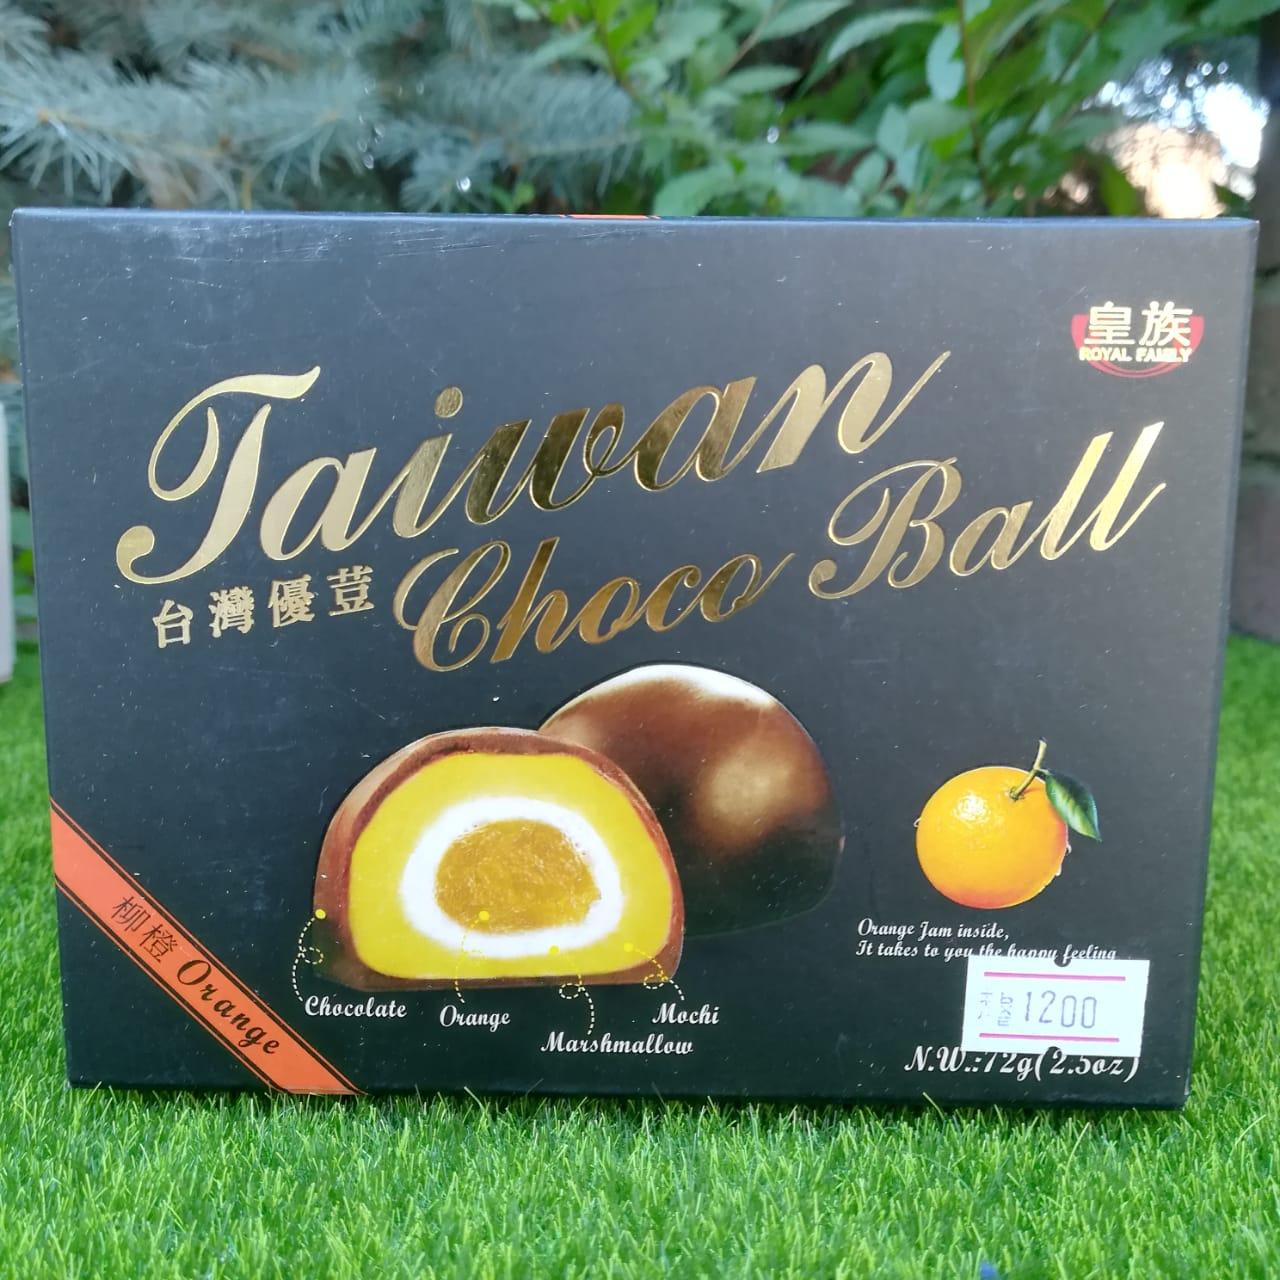 皇族
ROYAL FAMILY
Taiwan
台灣優荳
Choco Ball
柳橙 Orange
Chocolate
Orange
Marshmallow
Mochi
Orange Jam inside,
It takes to you the happy feeling
1200
N.W.:72g(2.5oz)